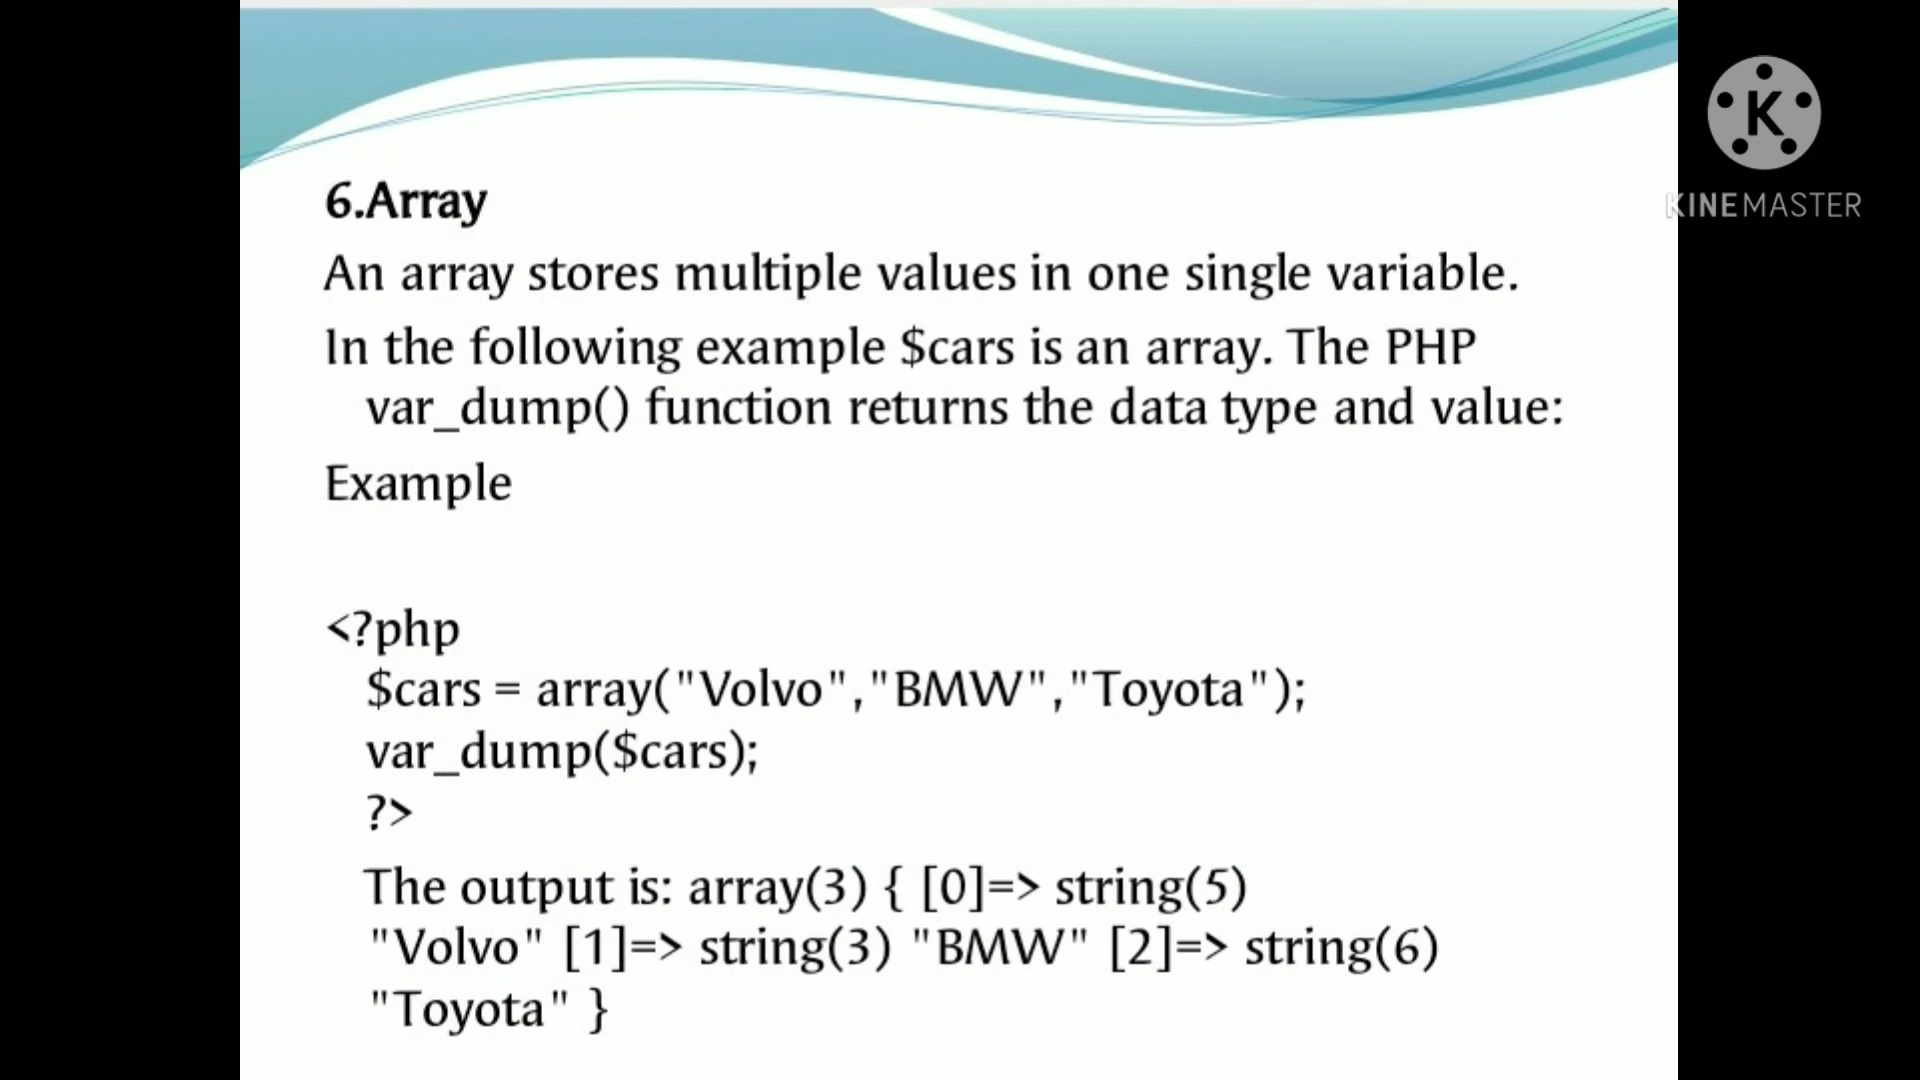 6.Array
An array stores multiple values in one single variable.
In the following example $cars is an array. The PHP
var_dump() function returns the data type and value:
Example
<?php
$cars = array("Volvo","BMW","Toyota");
var_dump($cars);
?>
The output is: array(3) { [0]=> string(5)
"Volvo" [1]=> string(3) "BMW" [2]=> string(6)
"Toyota" }
K
KINEMASTER